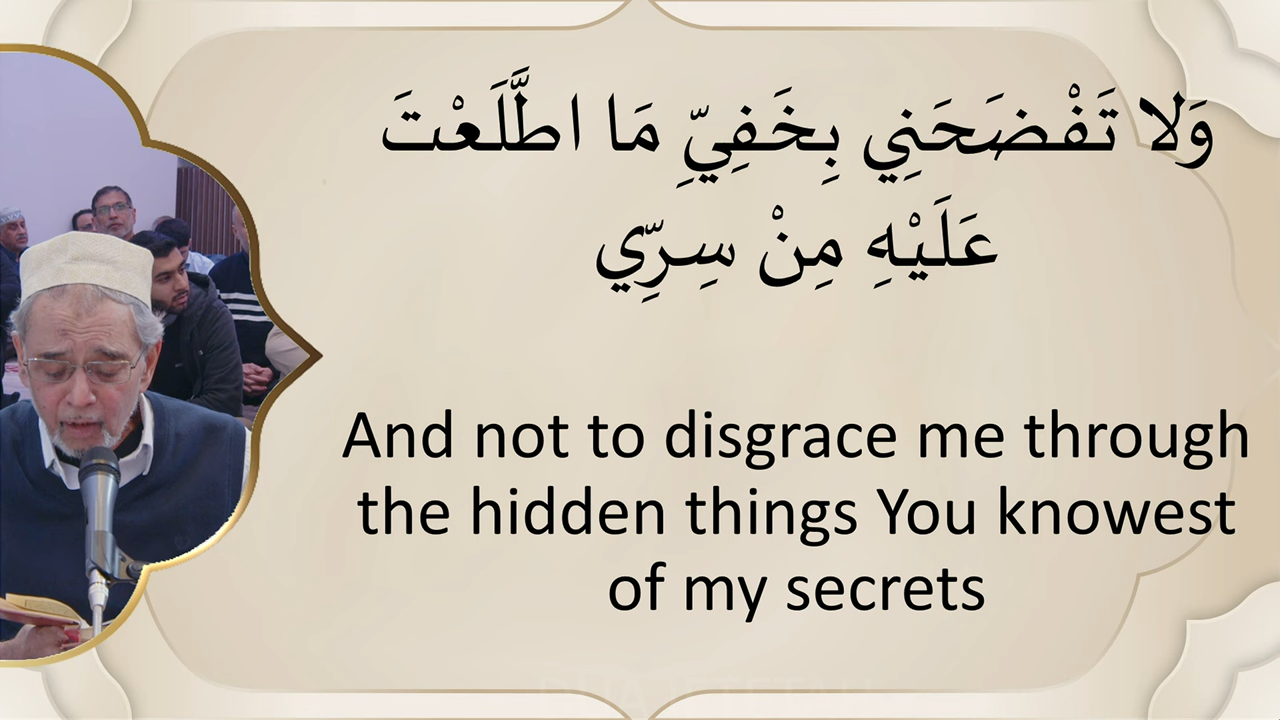 وَلا تَفْضَحَنِي بِخَفِيِّ مَا اطَّلَعْتَ
عَلَيْهِ مِنْ سِرِّي
And not to disgrace me through
the hidden things You knowest
of my secrets